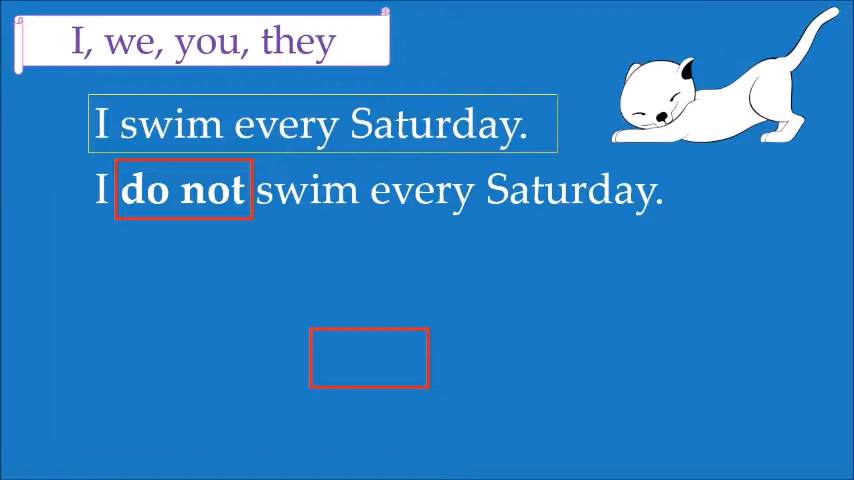 I, we, you, they
I swim every Saturday.
I do not swim every Saturday.